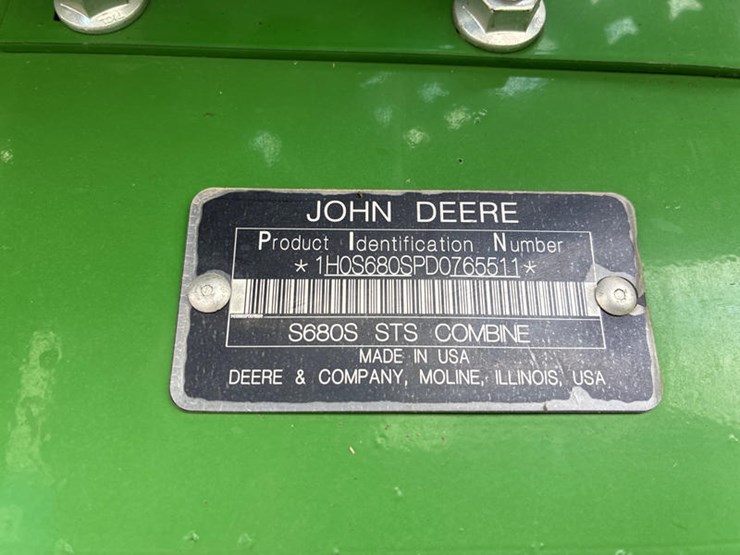 JOHN DEERE
Product Identification Number
*1H0S680SPD0765511*
S680S STS COMBINE
MADE IN USA
DEERE & COMPANY, MOLINE, ILLINOIS, USA